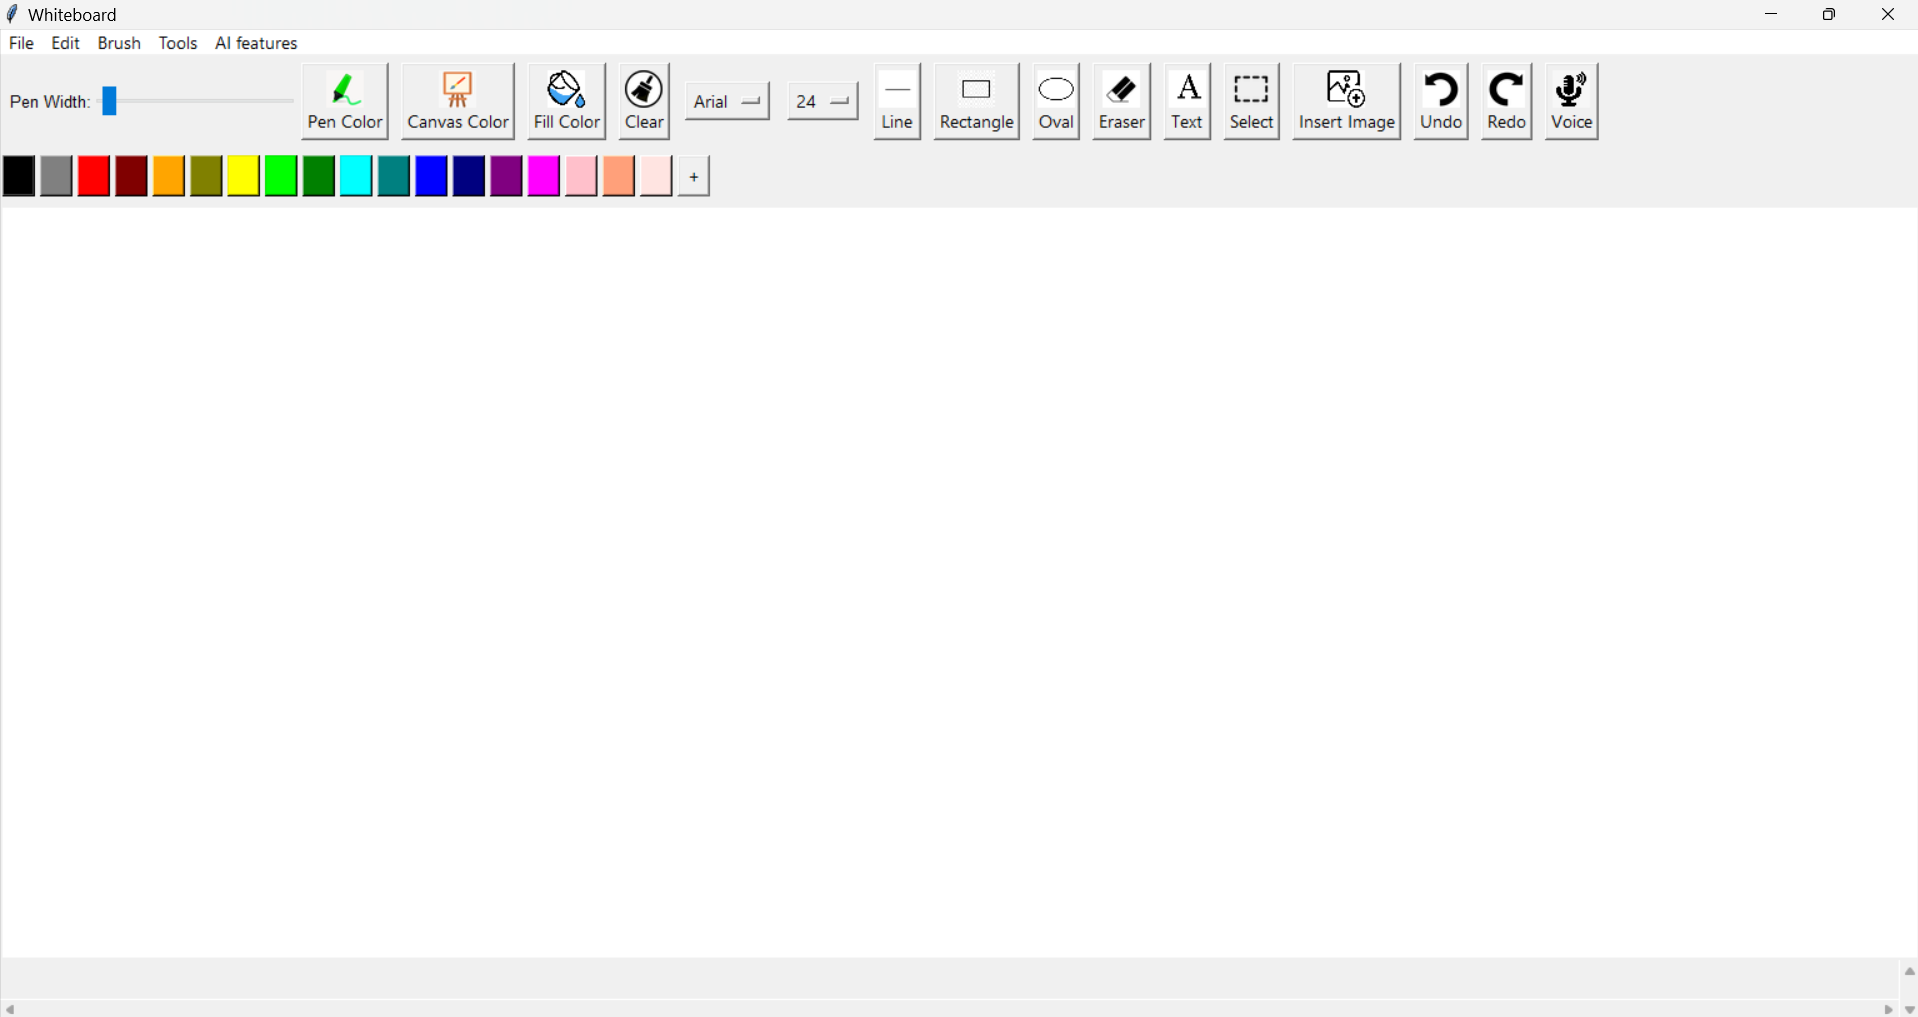 Whiteboard
File Edit Brush Tools AI features
Pen Width: Pen Color Canvas Color Fill Color Clear Arial 24 Line Rectangle Oval Eraser Text Select Insert Image Undo Redo Voice
+